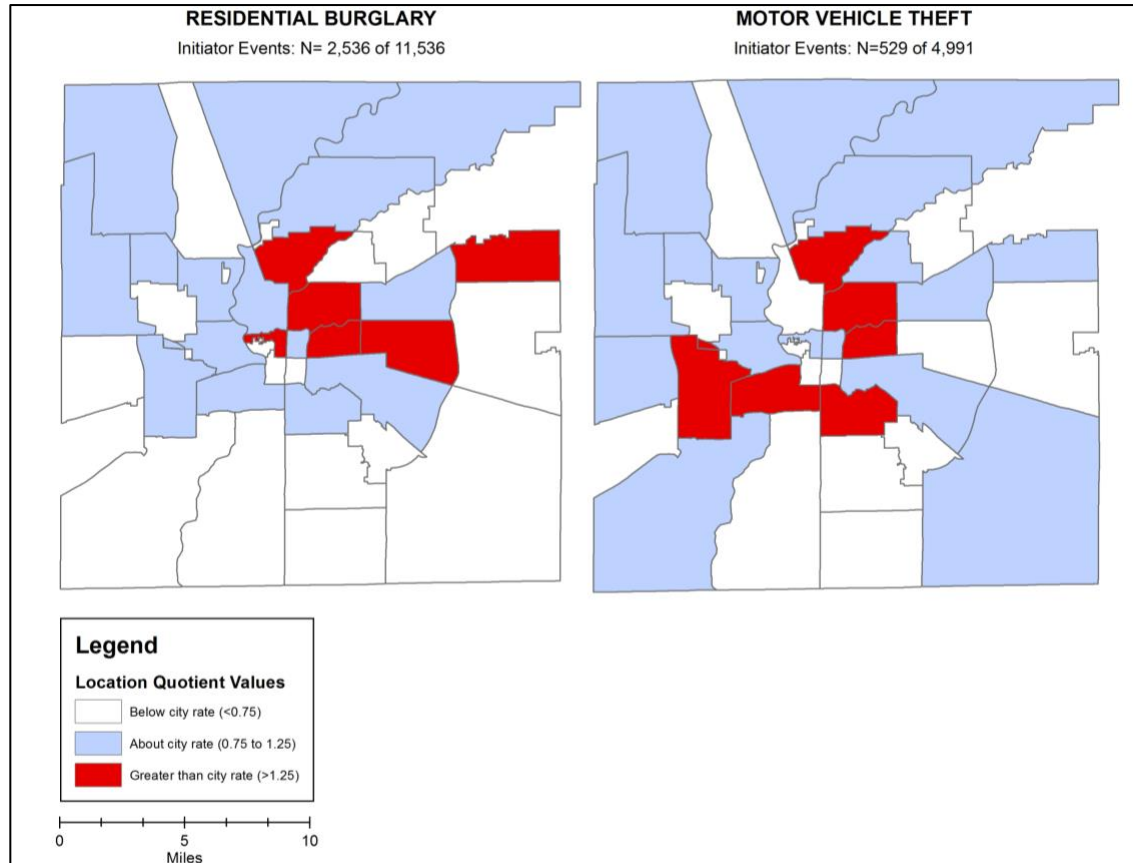 RESIDENTIAL BURGLARY
Initiator Events: N= 2,536 of 11,536
MOTOR VEHICLE THEFT
Initiator Events: N=529 of 4,991
Legend
Location Quotient Values
Below city rate (<0.75)
About city rate (0.75 to 1.25)
Greater than city rate (>1.25)
0 5 10
Miles